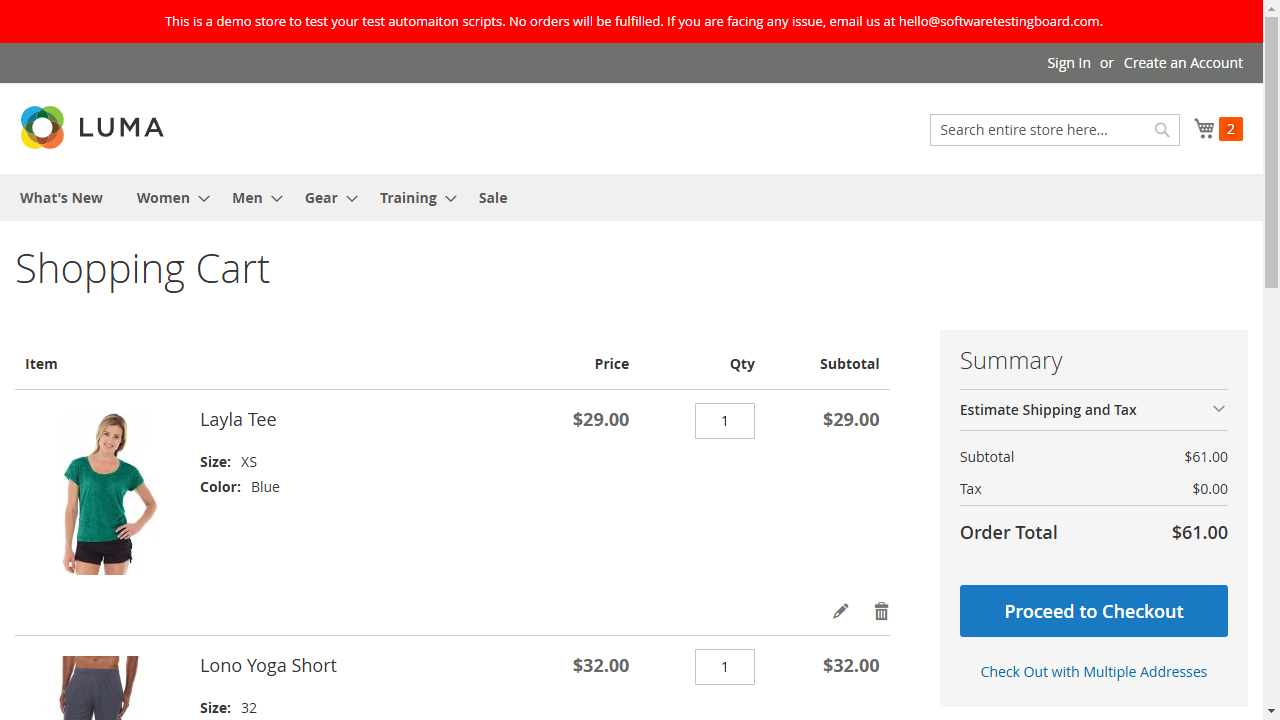 This is a demo store to test your test automaiton scripts. No orders will be fulfilled. If you are facing any issue, email us at hello@softwaretestingboard.com.
Sign In or Create an Account
LUMA
Search entire store here...
2
What's New Women Men Gear Training Sale
Shopping Cart
Item Price Qty Subtotal
Layla Tee $29.00 1 $29.00
Size: XS
Color: Blue
Lono Yoga Short $32.00 1 $32.00
Size: 32
Summary
Estimate Shipping and Tax
Subtotal $61.00
Tax $0.00
Order Total $61.00
Proceed to Checkout
Check Out with Multiple Addresses